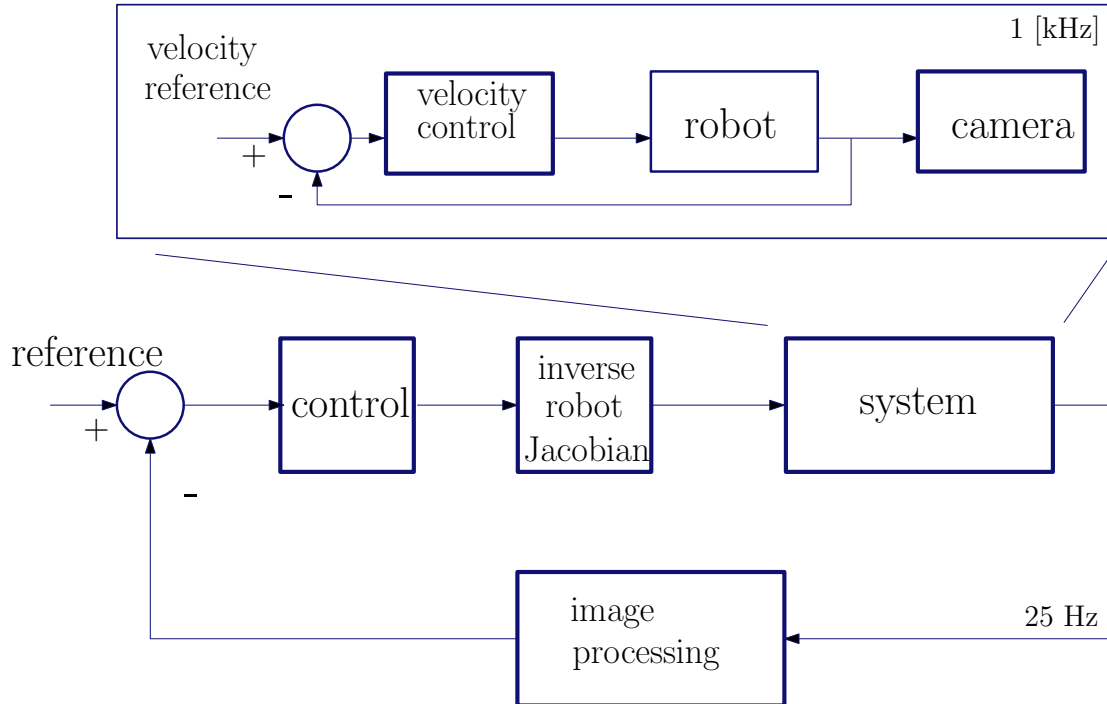 1 [kHz]
velocity
reference
velocity
control
robot
camera
+
-
reference
control
inverse
robot
Jacobian
system
+
-
25 Hz
image
processing